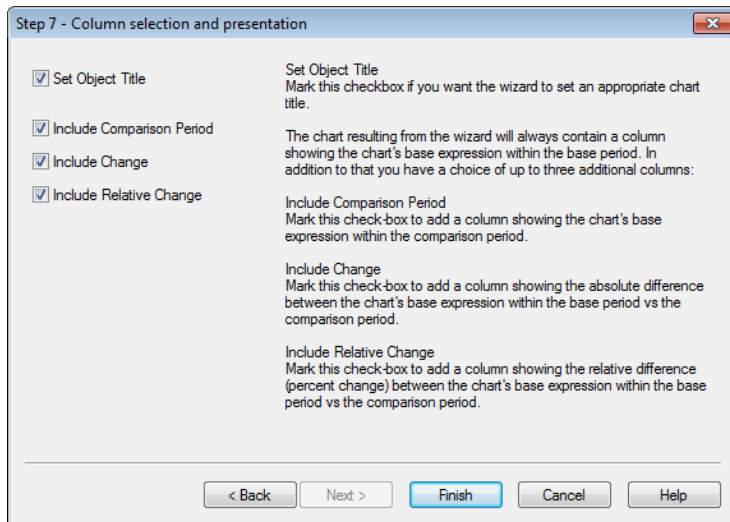 Step 7 - Column selection and presentation
Set Object Title
Include Comparison Period
Include Change
Include Relative Change
Set Object Title
Mark this checkbox if you want the wizard to set an appropriate chart
title.
The chart resulting from the wizard will always contain a column
showing the chart's base expression within the base period. In
addition to that you have a choice of up to three additional columns:
Include Comparison Period
Mark this check-box to add a column showing the chart's base
expression within the comparison period.
Include Change
Mark this check-box to add a column showing the absolute difference
between the chart's base expression within the base period vs the
comparison period.
Include Relative Change
Mark this check-box to add a column showing the relative difference
(percent change) between the chart's base expression within the base
period vs the comparison period.
< Back
Next >
Finish
Cancel
Help